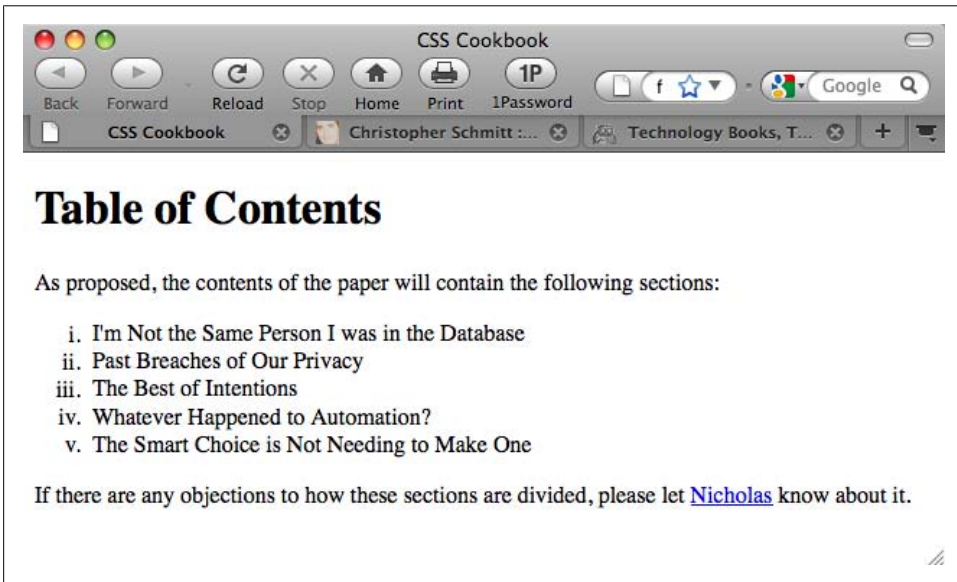 CSS Cookbook
Back Forward Reload Stop Home Print 1Password
1P f Google
CSS Cookbook Christopher Schmitt :... Technology Books, T... +
Table of Contents
As proposed, the contents of the paper will contain the following sections:
i. I'm Not the Same Person I was in the Database
ii. Past Breaches of Our Privacy
iii. The Best of Intentions
iv. Whatever Happened to Automation?
v. The Smart Choice is Not Needing to Make One
If there are any objections to how these sections are divided, please let Nicholas know about it.